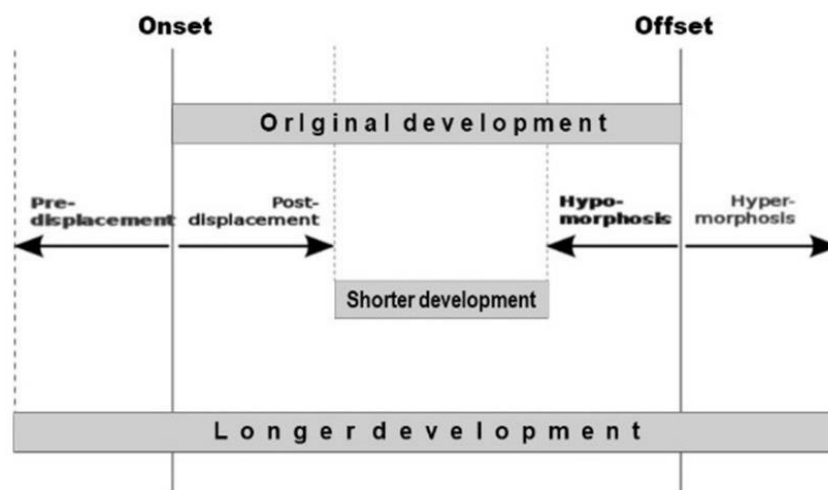 Onset
Offset
OrIginal development
Pre-
displacement
Post-
displacement
Hypo-
morphosis
Hyper-
morphosis
Shorter development
Longer development